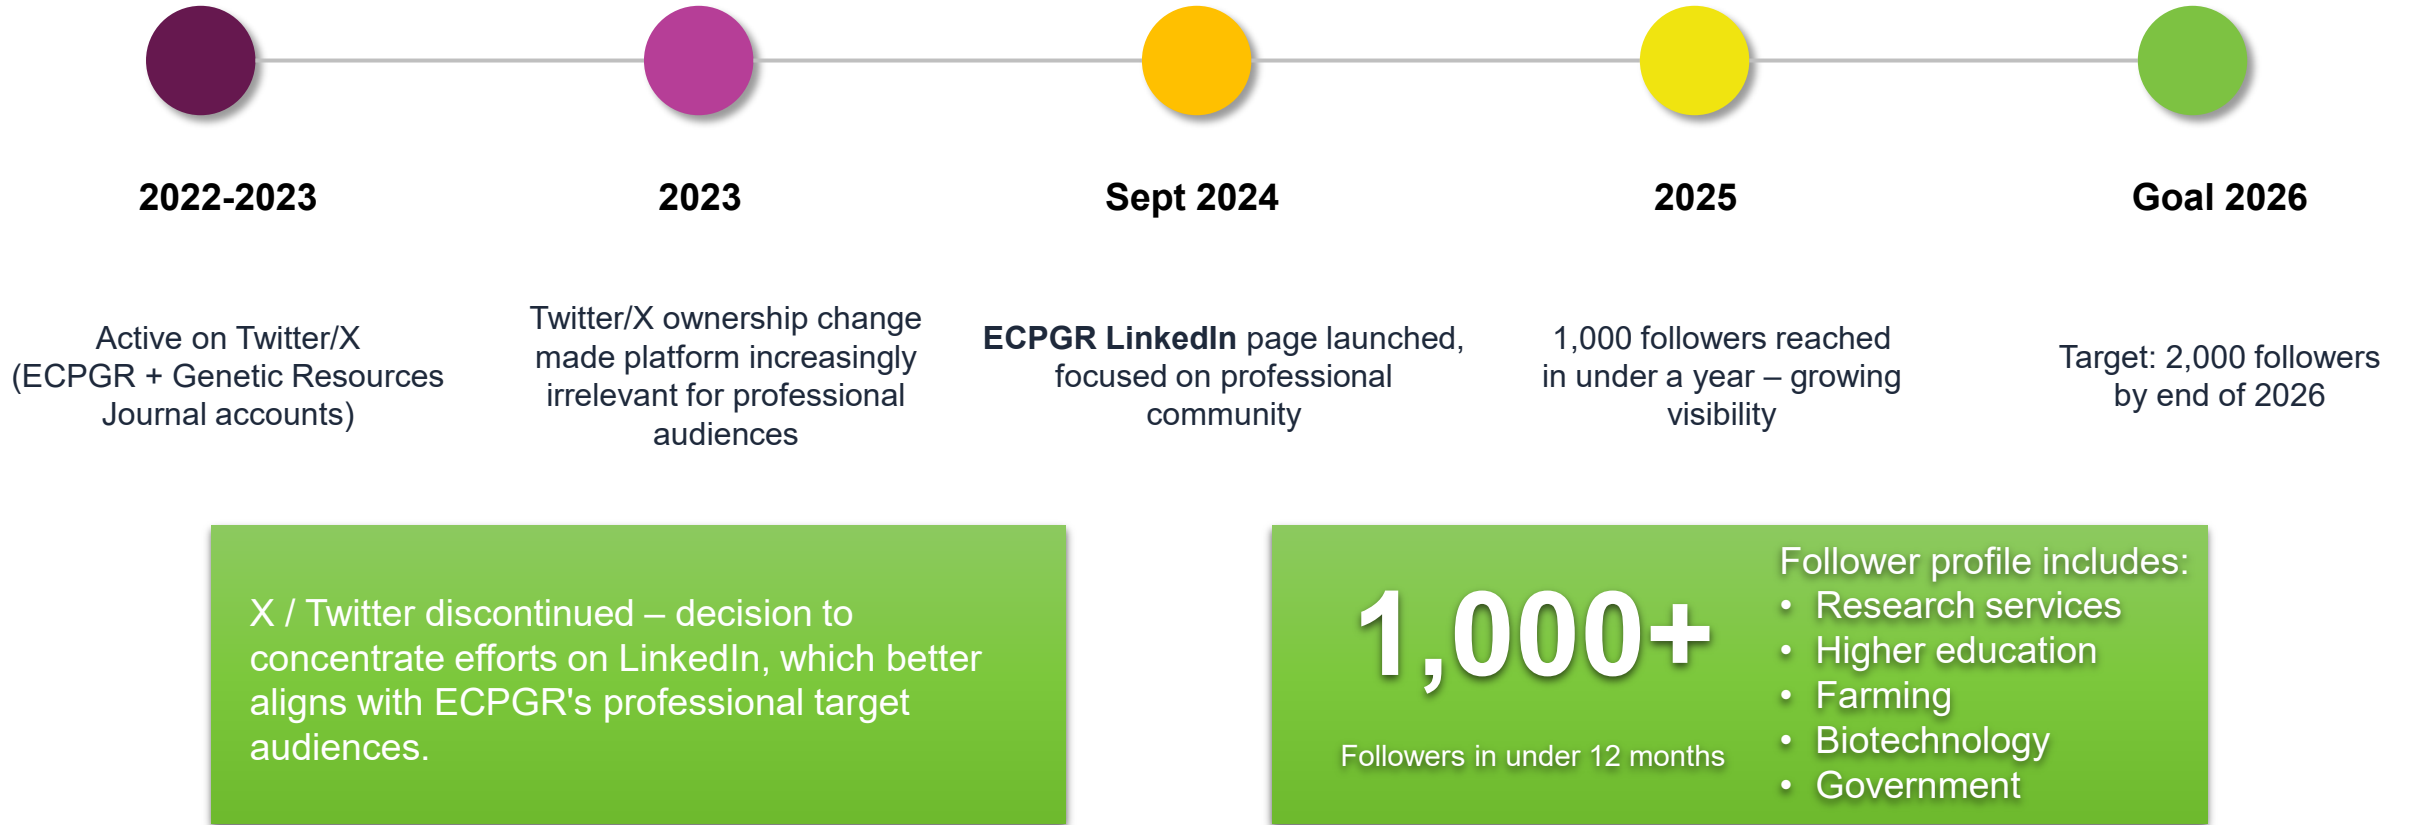 2022-2023
2023
Sept 2024
2025
Goal 2026
Active on Twitter/X
(ECPGR + Genetic Resources
Journal accounts)
Twitter/X ownership change
made platform increasingly
irrelevant for professional
audiences
ECPGR LinkedIn page launched,
focused on professional
community
1,000 followers reached
in under a year – growing
visibility
Target: 2,000 followers
by end of 2026
X / Twitter discontinued – decision to
concentrate efforts on LinkedIn, which better
aligns with ECPGR's professional target
audiences.
1,000+
Followers in under 12 months
Follower profile includes:
• Research services
• Higher education
• Farming
• Biotechnology
• Government